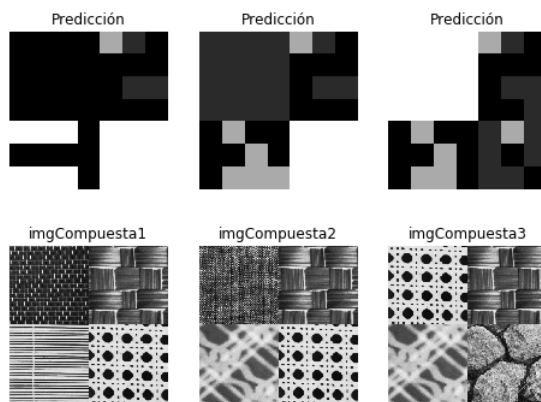 Predicción
Predicción
Predicción
imgCompuesta1
imgCompuesta2
imgCompuesta3